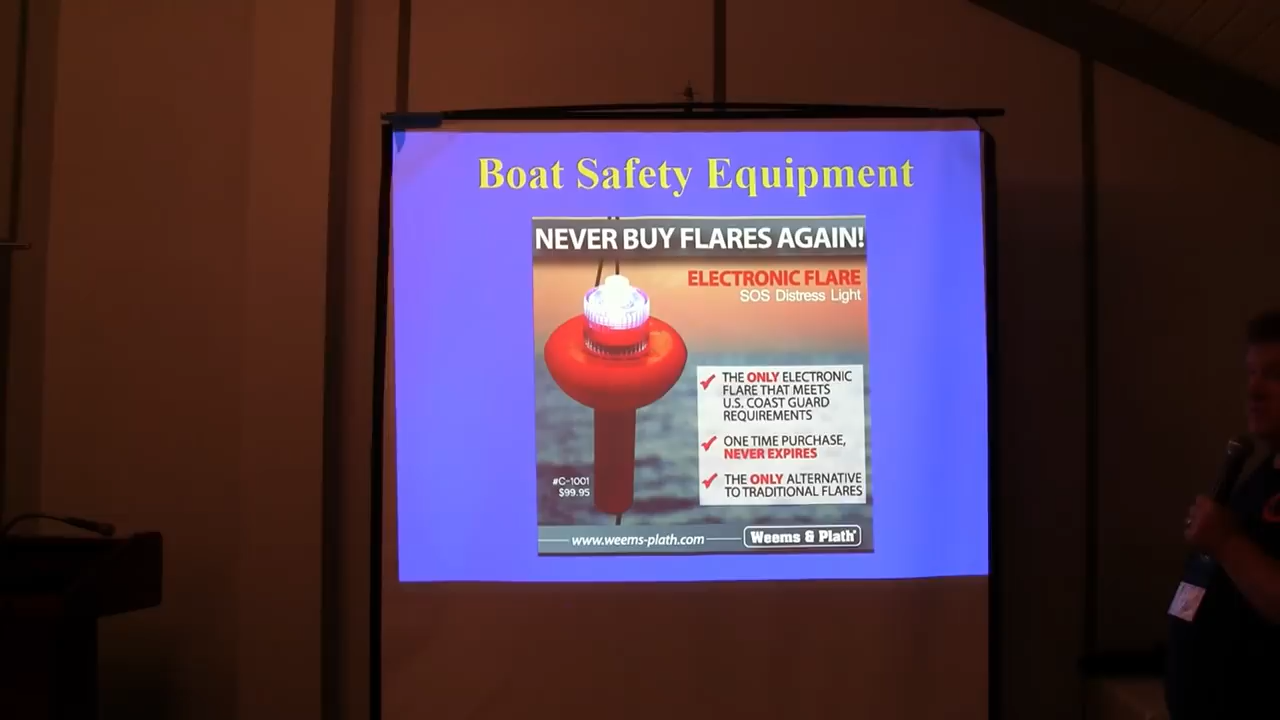 Boat Safety Equipment
NEVER BUY FLARES AGAIN!
ELECTRONIC FLARE
SOS Distress Light
THE ONLY ELECTRONIC
FLARE THAT MEETS
U.S. COAST GUARD
REQUIREMENTS
ONE TIME PURCHASE,
NEVER EXPIRES
THE ONLY ALTERNATIVE
TO TRADITIONAL FLARES
#C-1001
$99.95
www.weems-plath.com
Weems & Plath